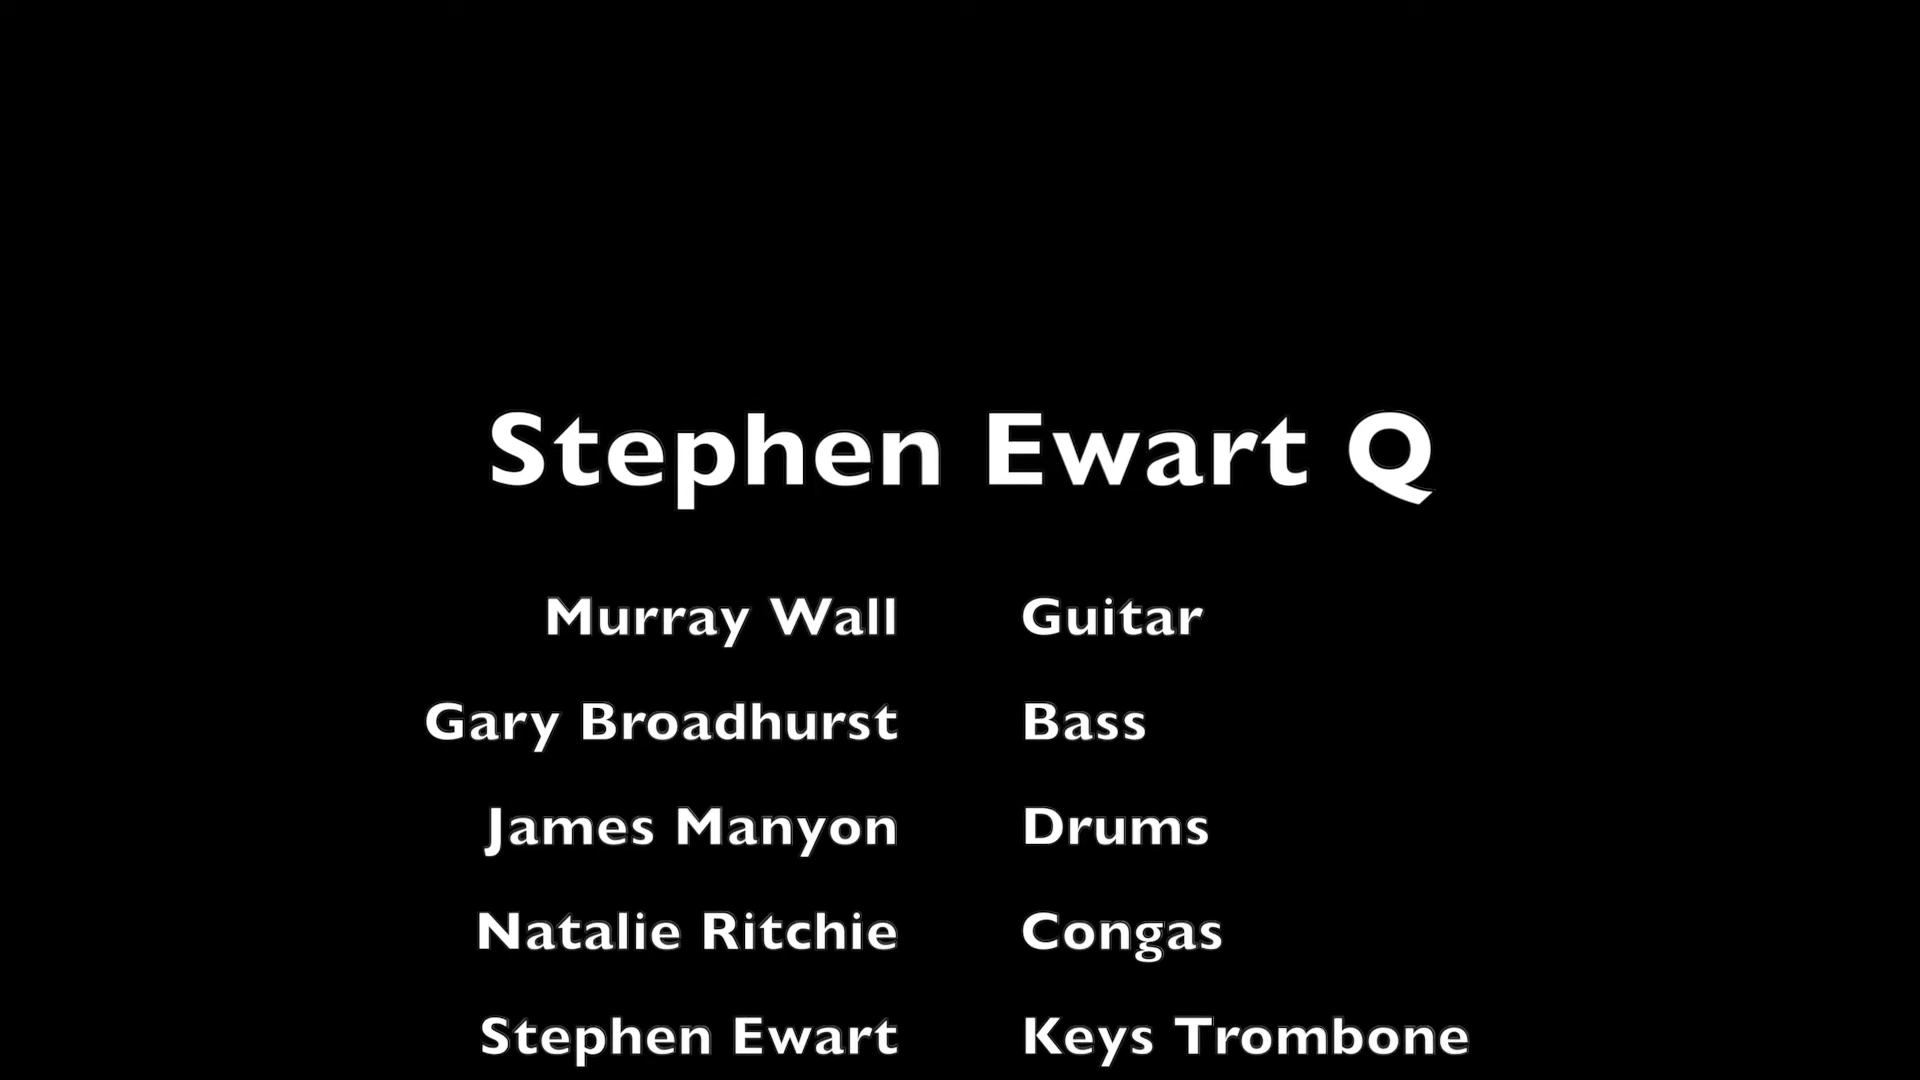 Stephen Ewart Q
Murray Wall Guitar
Gary Broadhurst Bass
James Manyon Drums
Natalie Ritchie Congas
Stephen Ewart Keys Trombone